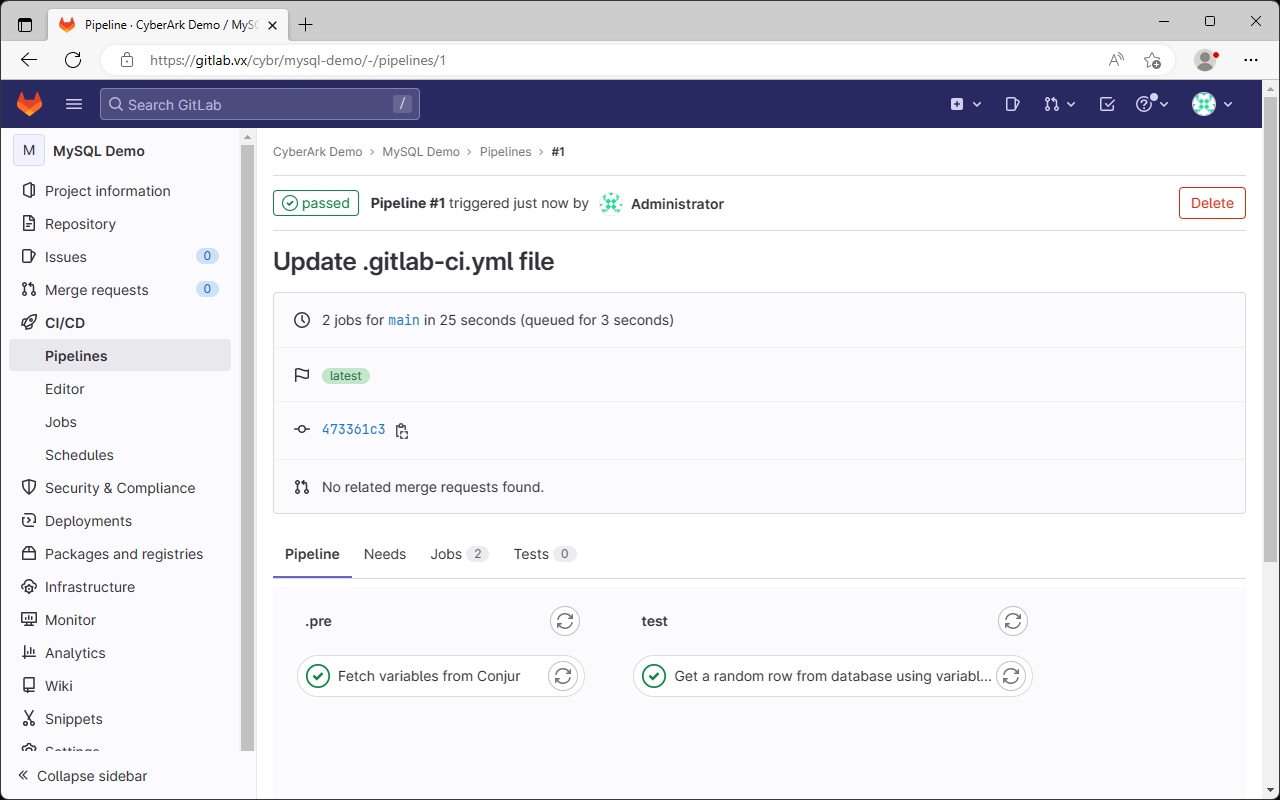 Pipeline · CyberArk Demo / MySQ
https://gitlab.vx/cybr/mysql-demo/-/pipelines/1
Search GitLab /
M MySQL Demo
Project information
Repository
Issues 0
Merge requests 0
CI/CD
Pipelines
Editor
Jobs
Schedules
Security & Compliance
Deployments
Packages and registries
Infrastructure
Monitor
Analytics
Wiki
Snippets
Settings
Collapse sidebar
CyberArk Demo › MySQL Demo › Pipelines › #1
passed Pipeline #1 triggered just now by Administrator
Delete
Update .gitlab-ci.yml file
2 jobs for main in 25 seconds (queued for 3 seconds)
latest
473361c3
No related merge requests found.
Pipeline Needs Jobs 2 Tests 0
.pre test
Fetch variables from Conjur
Get a random row from database using variabl...